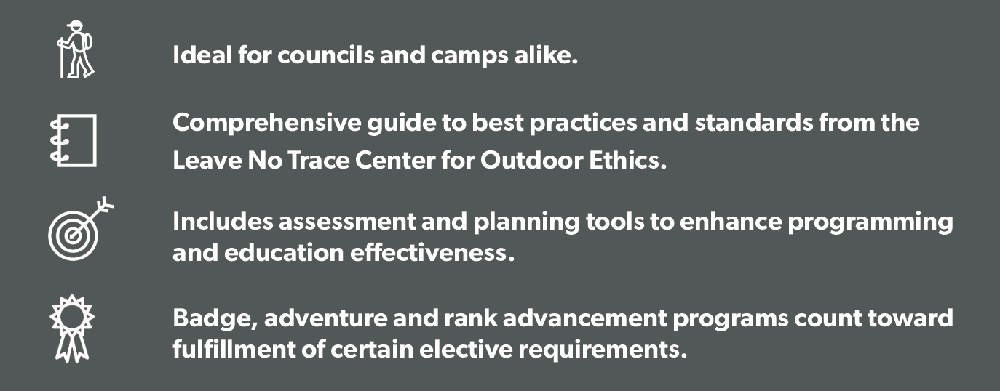 Ideal for councils and camps alike.
Comprehensive guide to best practices and standards from the
Leave No Trace Center for Outdoor Ethics.
Includes assessment and planning tools to enhance programming
and education effectiveness.
Badge, adventure and rank advancement programs count toward
fulfillment of certain elective requirements.